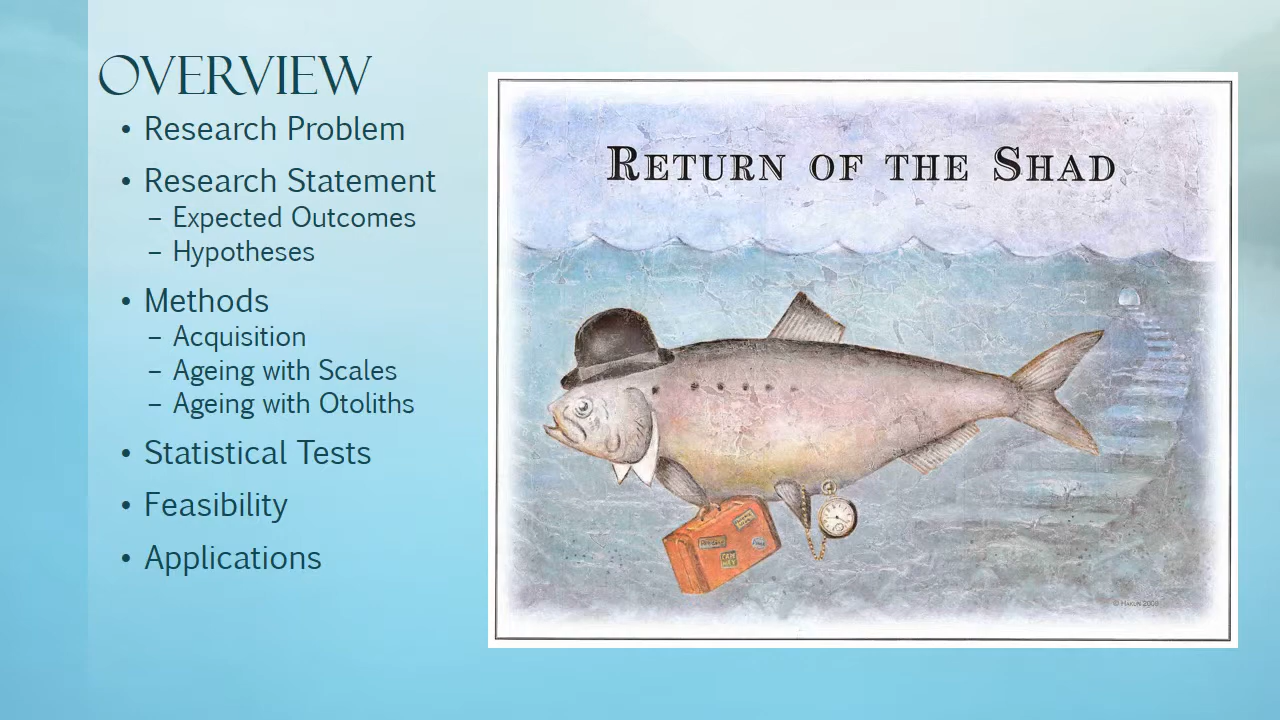 OVERVIEW
• Research Problem
• Research Statement
– Expected Outcomes
– Hypotheses
• Methods
– Acquisition
– Ageing with Scales
– Ageing with Otoliths
• Statistical Tests
• Feasibility
• Applications
RETURN OF THE SHAD